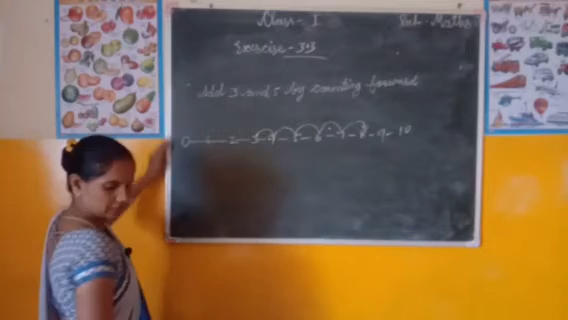 Class - I
Sub - Maths
Exercise - 3.3
Add 3 and 5 by counting forward
0 - 1 - 2 - 3 - 4 - 5 - 6 - 7 - 8 - 9 - 10